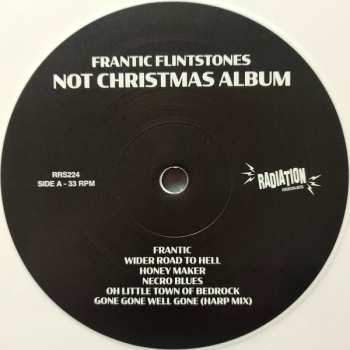 FRANTIC FLINTSTONES
NOT CHRISTMAS ALBUM
RRS224
SIDE A - 33 RPM
RADIATION
FRANTIC
WIDER ROAD TO HELL
HONEY MAKER
NECRO BLUES
OH LITTLE TOWN OF BEDROCK
GONE GONE WELL GONE (HARP MIX)